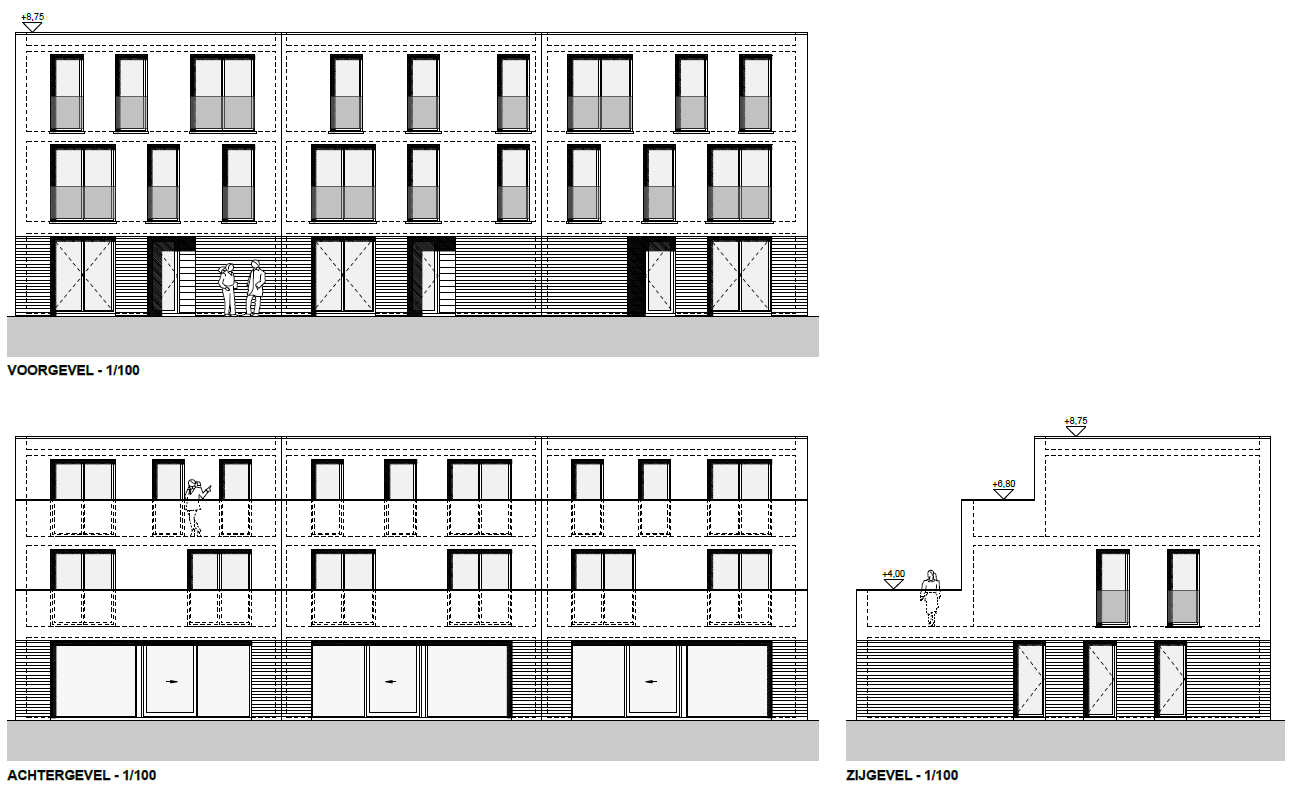 +8,75
VOORGEVEL - 1/100
+8,75
+6,80
+4,00
ACHTERGEVEL - 1/100
ZIJGEVEL - 1/100